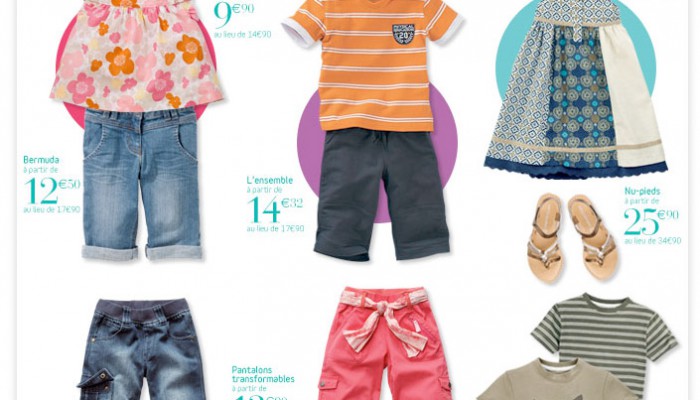 9€90
au lieu de 14€90
Bermuda
à partir de
12€50
au lieu de 17€90
L'ensemble
à partir de
14€32
au lieu de 17€90
Nu-pieds
à partir de
25€90
au lieu de 34€90
Pantalons
transformables
à partir de